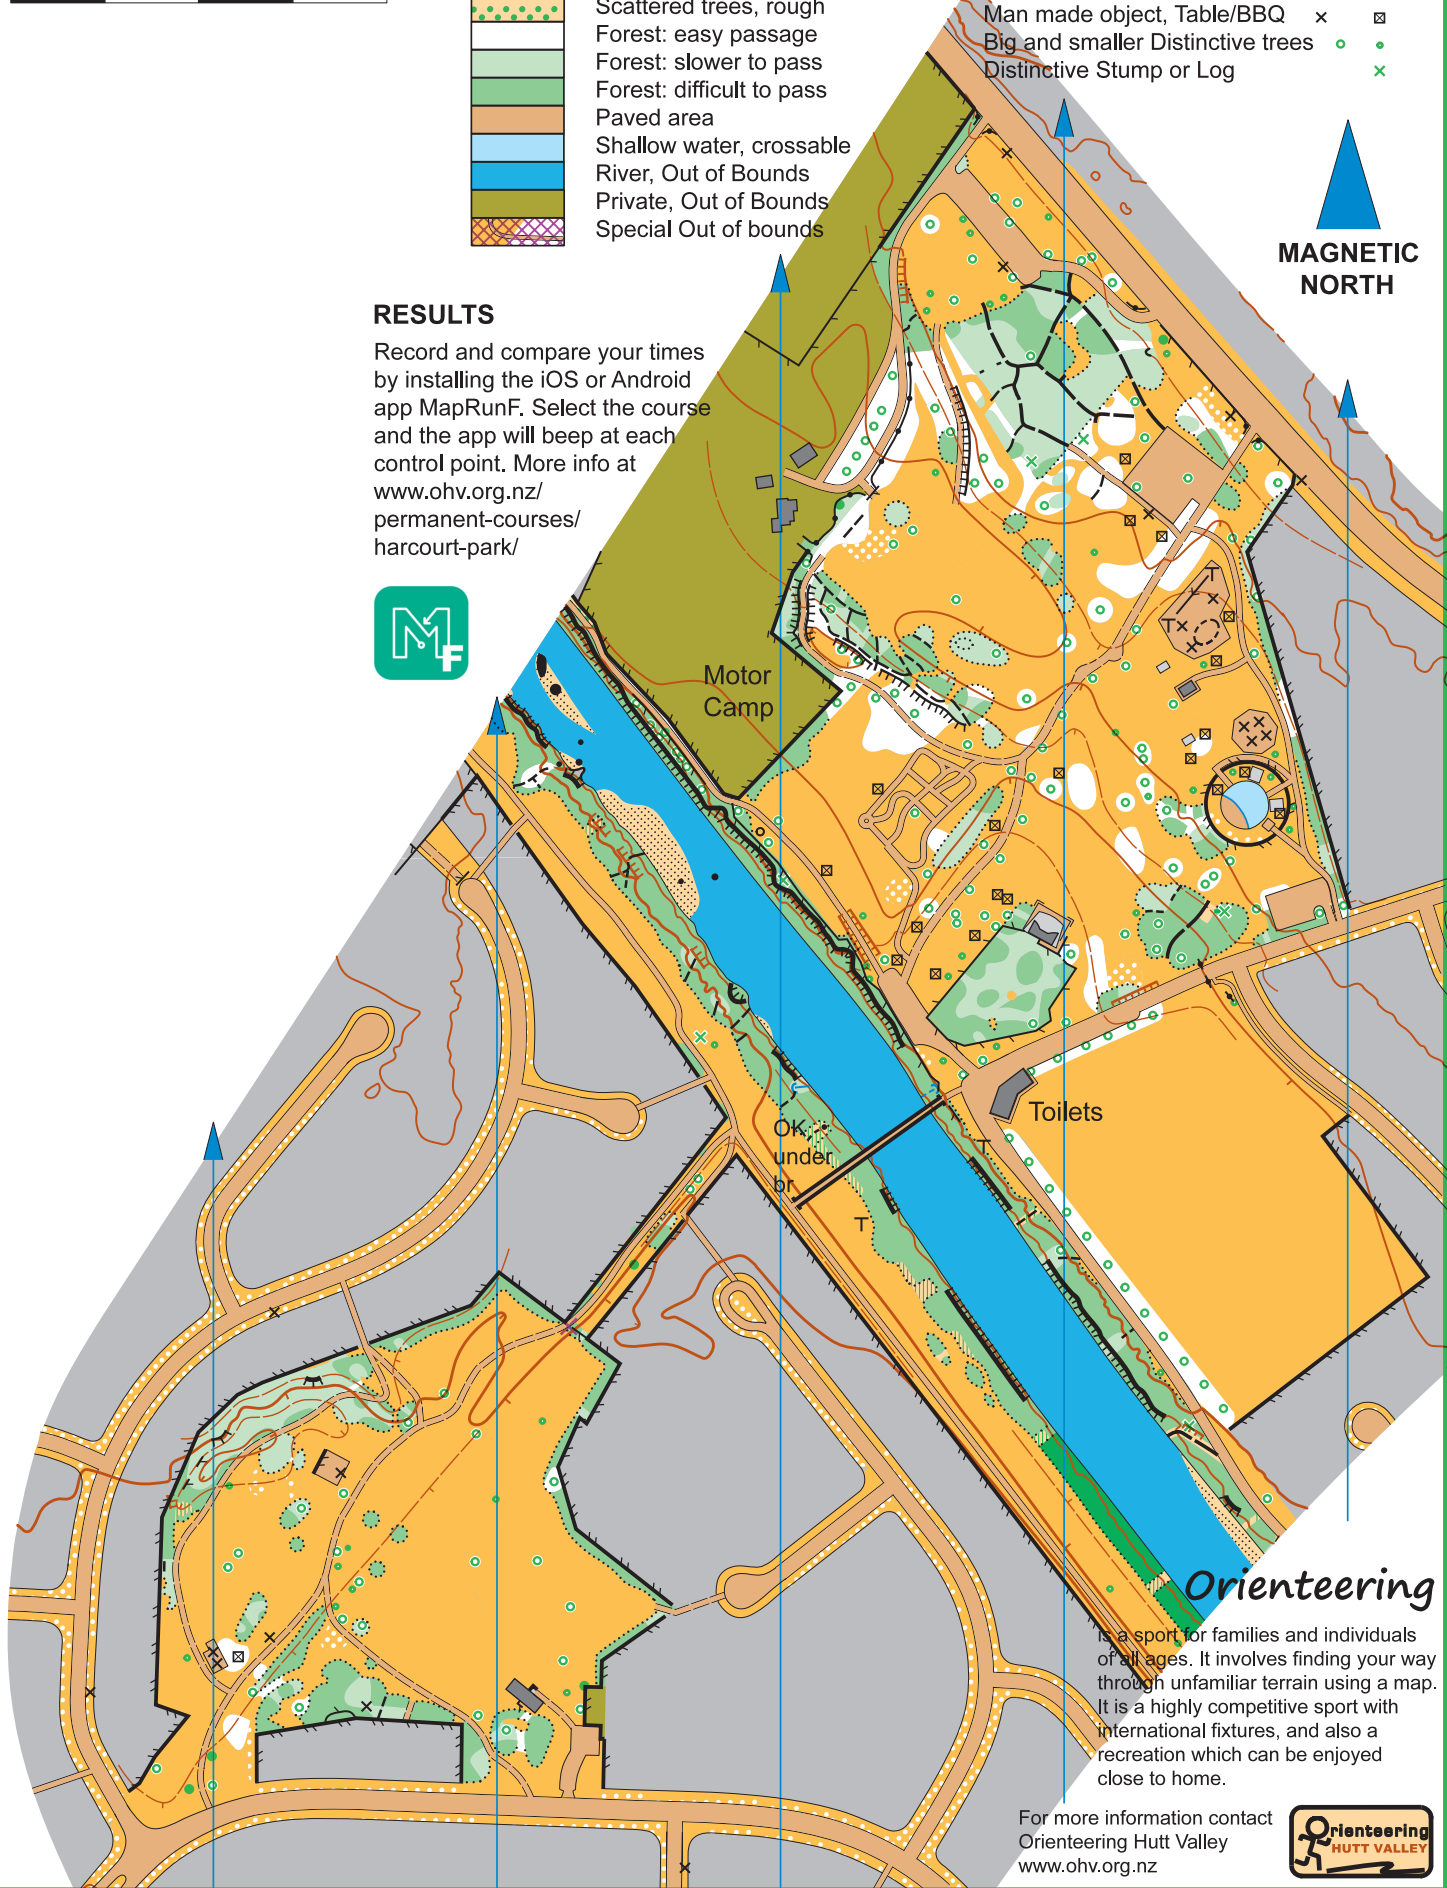 Scattered trees, rough
Forest: easy passage
Forest: slower to pass
Forest: difficult to pass
Paved area
Shallow water, crossable
River, Out of Bounds
Private, Out of Bounds
Special Out of bounds
Man made object, Table/BBQ
Big and smaller Distinctive trees
Distinctive Stump or Log
MAGNETIC
NORTH
RESULTS
Record and compare your times
by installing the iOS or Android
app MapRunF. Select the course
and the app will beep at each
control point. More info at
www.ohv.org.nz/
permanent-courses/
harcourt-park/
M
F
Motor
Camp
Toilets
OK
under
br
Orienteering
is a sport for families and individuals
of all ages. It involves finding your way
through unfamiliar terrain using a map.
It is a highly competitive sport with
international fixtures, and also a
recreation which can be enjoyed
close to home.
For more information contact
Orienteering Hutt Valley
www.ohv.org.nz
Orienteering
HUTT VALLEY